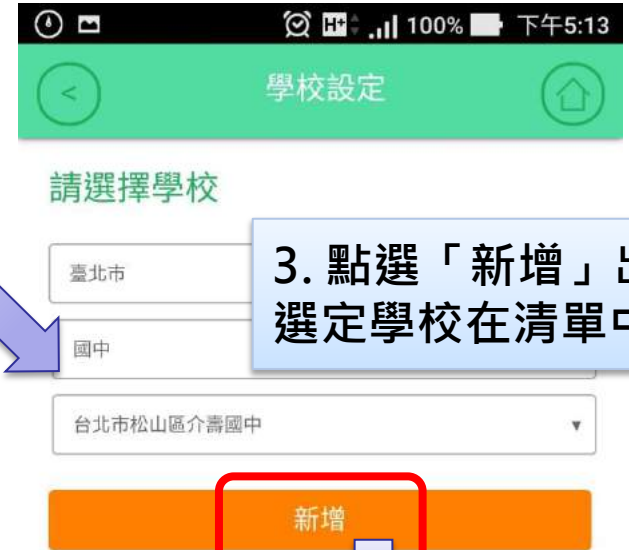 H+ 100% 下午5:13
<
學校設定
請選擇學校
臺北市
3. 點選「新增」
選定學校在清單中
國中
台北市松山區介壽國中
新增